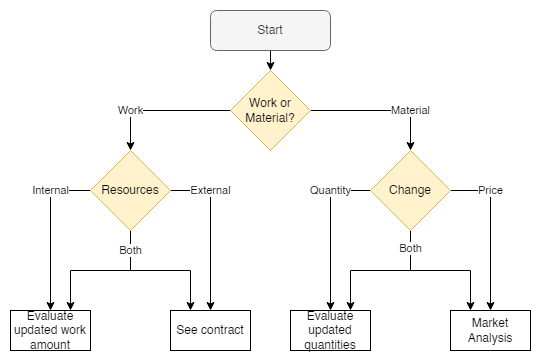 Start
Work or
Material?
Work
Material
Internal
Resources
External
Quantity
Change
Price
Both
Both
Evaluate
updated work
amount
See contract
Evaluate
updated
quantities
Market
Analysis